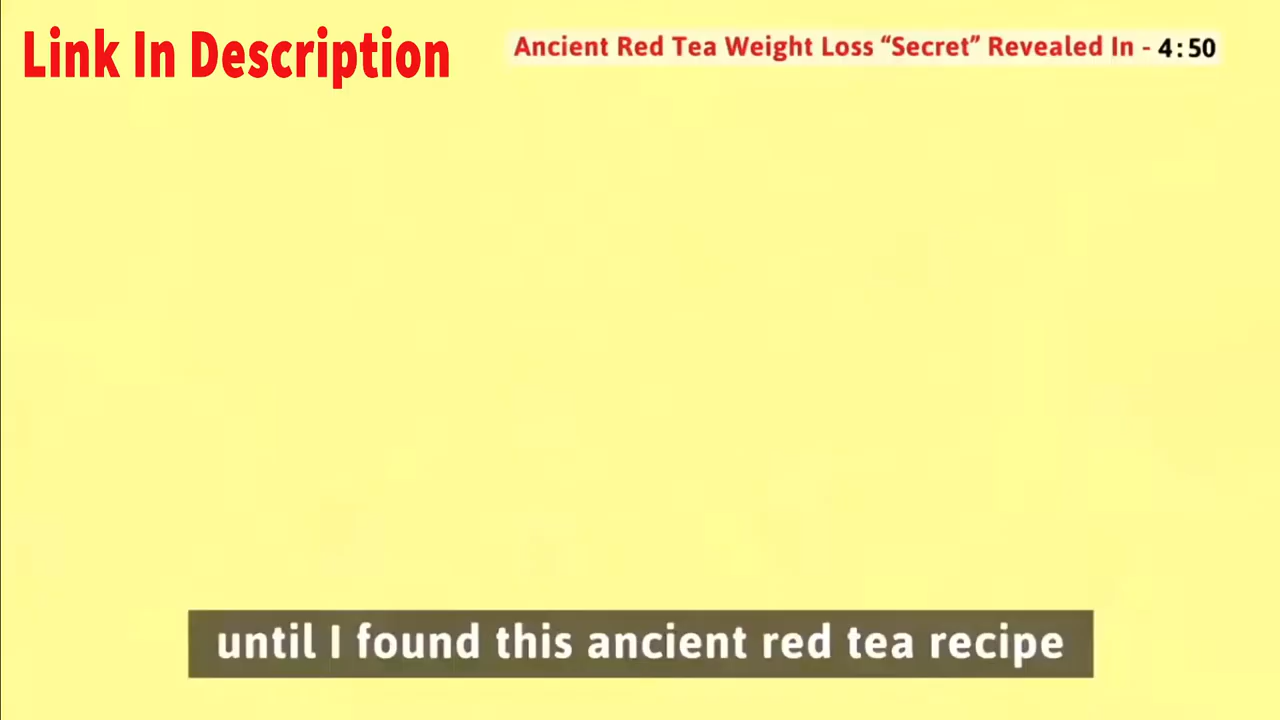 Link In Description
Ancient Red Tea Weight Loss “Secret” Revealed In - 4:50
until I found this ancient red tea recipe